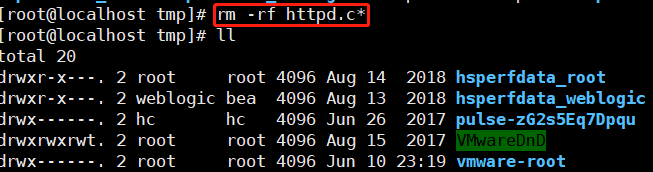 [root@localhost tmp]# rm -rf httpd.c*
[root@localhost tmp]# ll
total 20
drwxr-x---. 2 root     root 4096 Aug 14  2018 hsperfdata_root
drwxr-x---. 2 weblogic bea  4096 Aug 13  2018 hsperfdata_weblogic
drwx------. 2 hc       hc   4096 Jun 26  2017 pulse-zG2s5Eq7Dpqu
drwxrwxrwt. 2 root     root 4096 Aug 15  2017 VMwareDnD
drwx------. 2 root     root 4096 Jun 10 23:19 vmware-root